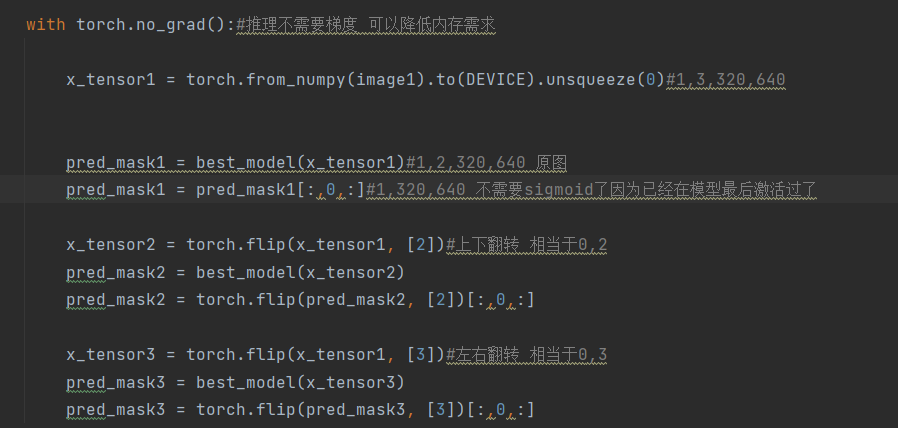 with torch.no_grad():#推理不需要梯度 可以降低内存需求
x_tensor1 = torch.from_numpy(image1).to(DEVICE).unsqueeze(0)#1,3,320,640
pred_mask1 = best_model(x_tensor1)#1,2,320,640 原图
pred_mask1 = pred_mask1[:,0,:]#1,320,640 不需要sigmoid了因为已经在模型最后激活过了
x_tensor2 = torch.flip(x_tensor1, [2])#上下翻转 相当于0,2
pred_mask2 = best_model(x_tensor2)
pred_mask2 = torch.flip(pred_mask2, [2])[:,0,:]
x_tensor3 = torch.flip(x_tensor1, [3])#左右翻转 相当于0,3
pred_mask3 = best_model(x_tensor3)
pred_mask3 = torch.flip(pred_mask3, [3])[:,0,:]